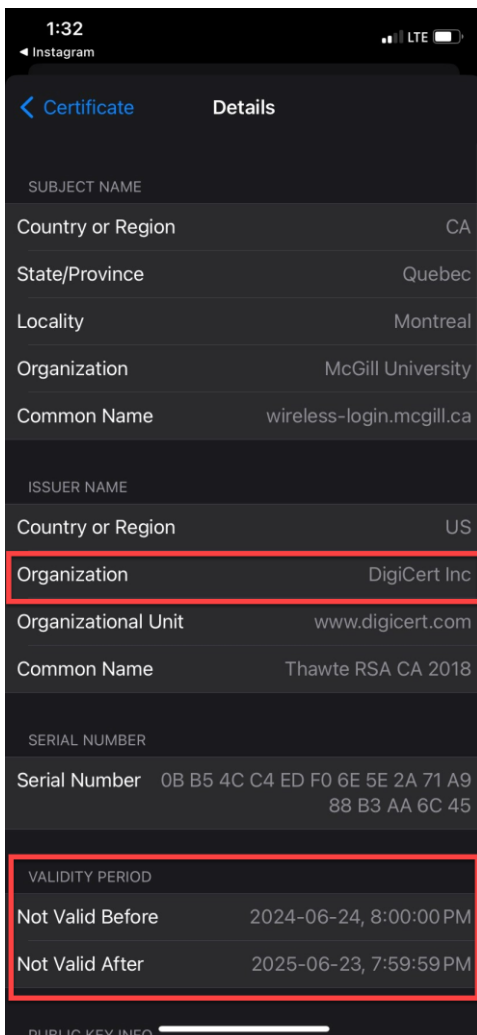 1:32
LTE
◀ Instagram
Certificate Details
SUBJECT NAME
Country or Region CA
State/Province Quebec
Locality Montreal
Organization McGill University
Common Name wireless-login.mcgill.ca
ISSUER NAME
Country or Region US
Organization DigiCert Inc
Organizational Unit www.digicert.com
Common Name Thawte RSA CA 2018
SERIAL NUMBER
Serial Number 0B B5 4C C4 ED F0 6E 5E 2A 71 A9
88 B3 AA 6C 45
VALIDITY PERIOD
Not Valid Before 2024-06-24, 8:00:00 PM
Not Valid After 2025-06-23, 7:59:59 PM
PUBLIC KEY INFO